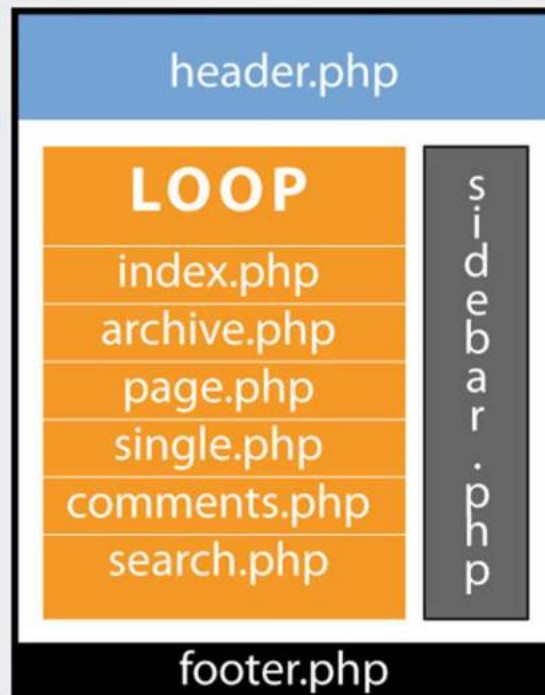 header.php
LOOP
index.php
archive.php
page.php
single.php
comments.php
search.php
sidebar.php
footer.php